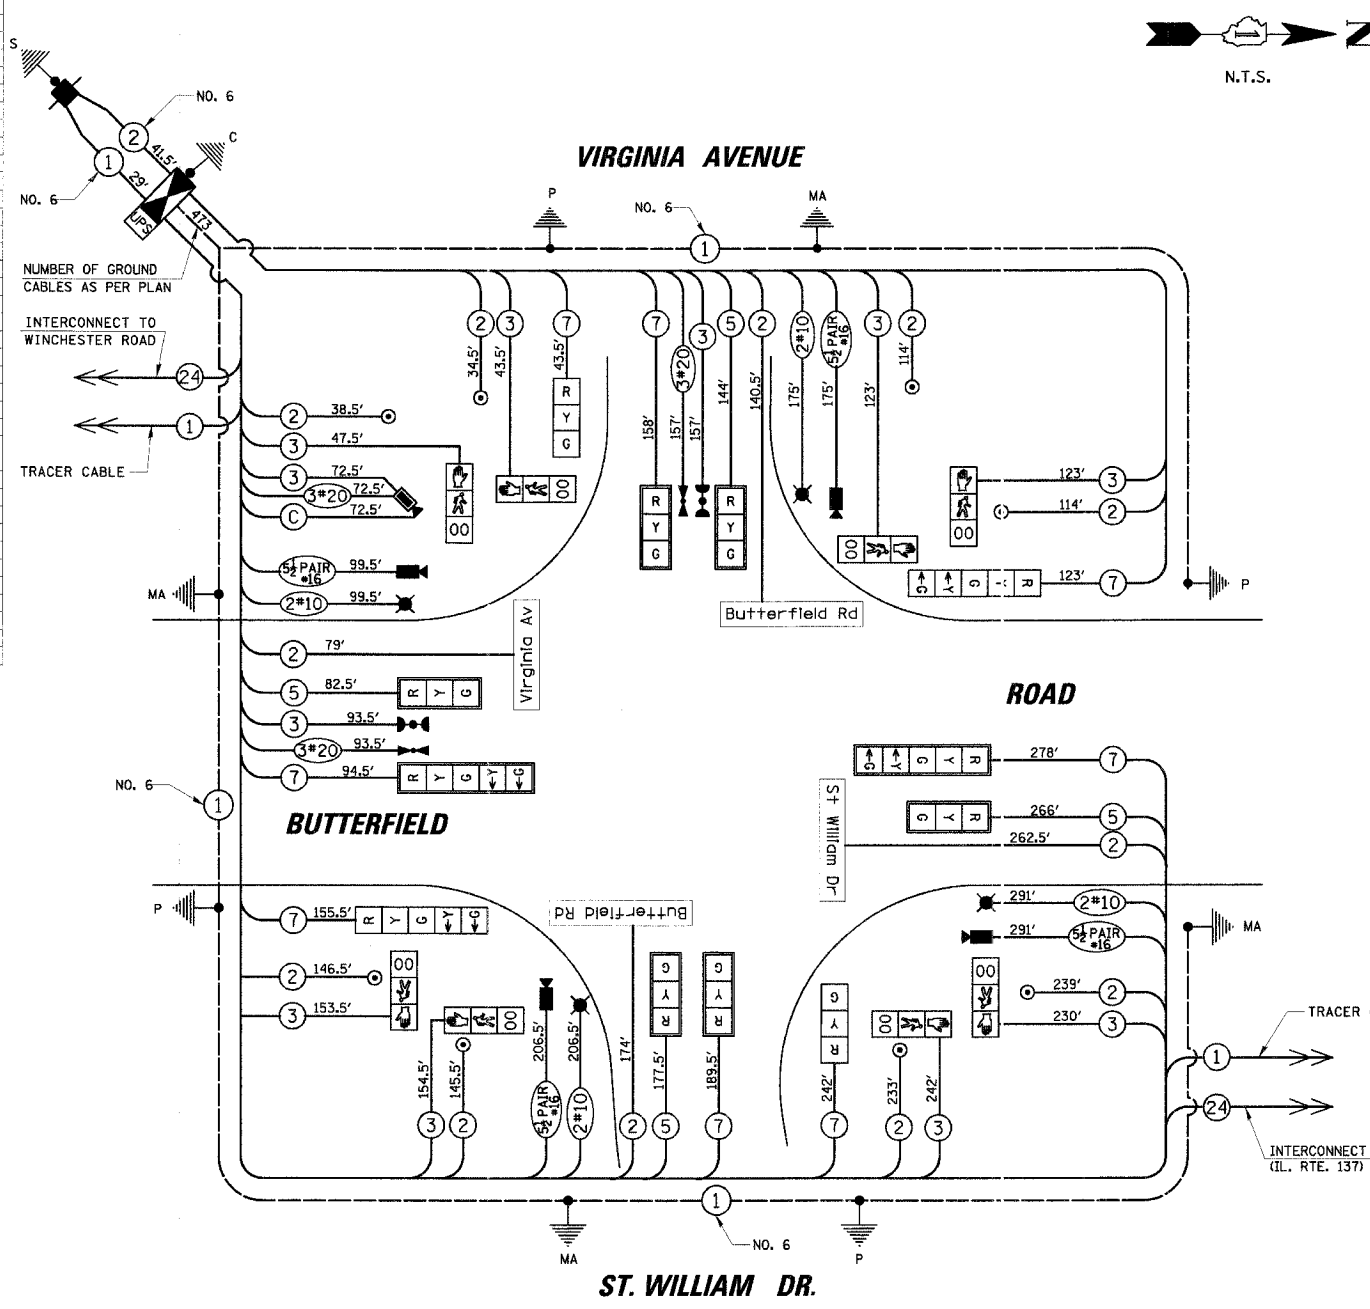 N.T.S.
S
NO. 6
2
41.5'
C
1
29'
NO. 6
UPS
473
NUMBER OF GROUND
CABLES AS PER PLAN
INTERCONNECT TO
WINCHESTER ROAD
24
1
TRACER CABLE
VIRGINIA AVENUE
P
NO. 6
1
MA
2
34.5'
3
43.5'
00
7
43.5'
R
Y
G
7
158'
R
Y
G
3#20
157'
3
157'
5
144'
R
Y
G
2
140.5'
Butterfield Rd
2#10
175'
5½ PAIR
#16
175'
3
123'
00
2
114'
2
38.5'
3
47.5'
00
3
72.5'
3#20
72.5'
C
72.5'
5½ PAIR
#16
99.5'
2#10
99.5'
MA
2
79'
Virginia Av
5
82.5'
R Y G
3
93.5'
3#20
93.5'
7
94.5'
R Y G ←Y ←G
NO. 6
1
BUTTERFIELD
00
123'
3
114'
2
←G ←Y G Y R
123'
7
P
ROAD
←G ←Y G Y R
278'
7
G Y R
266'
5
262.5'
2
St William Dr
291'
2#10
291'
5½ PAIR
#16
MA
00
239'
2
230'
3
P
7
155.5'
R Y G ←Y ←G
2
146.5'
00
3
153.5'
00
154.5'
3
145.5'
2
206.5'
5½ PAIR
#16
206.5'
2#10
Butterfield Rd
174'
2
G
Y
R
177.5'
5
G
Y
R
189.5'
7
G
Y
R
242'
7
00
233'
2
242'
3
1
TRACER
24
INTERCONNECT
(IL. RTE. 137)
MA
1
NO. 6
P
ST. WILLIAM DR.